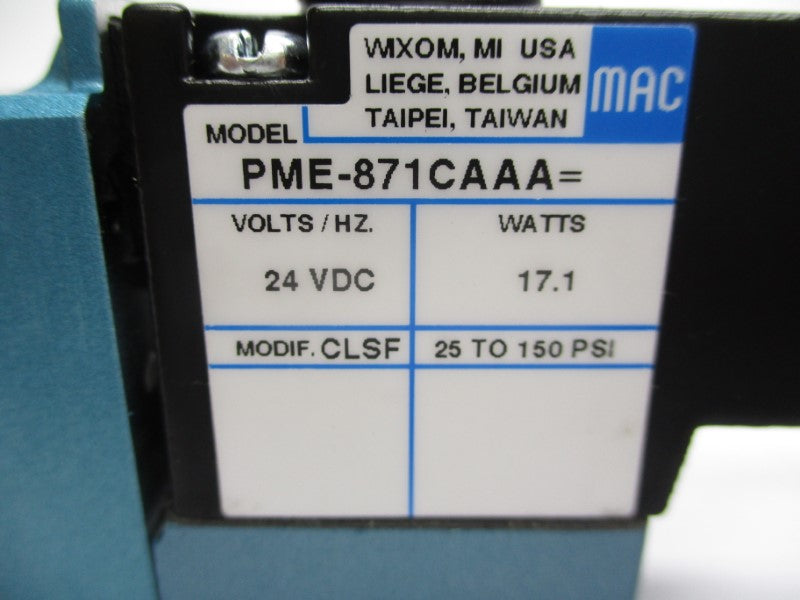 WIXOM, MI USA
LIEGE, BELGIUM
TAIPEI, TAIWAN
MAC
MODEL
PME-871CAAA=
VOLTS / HZ.
WATTS
24 VDC
17.1
MODIF. CLSF
25 TO 150 PSI